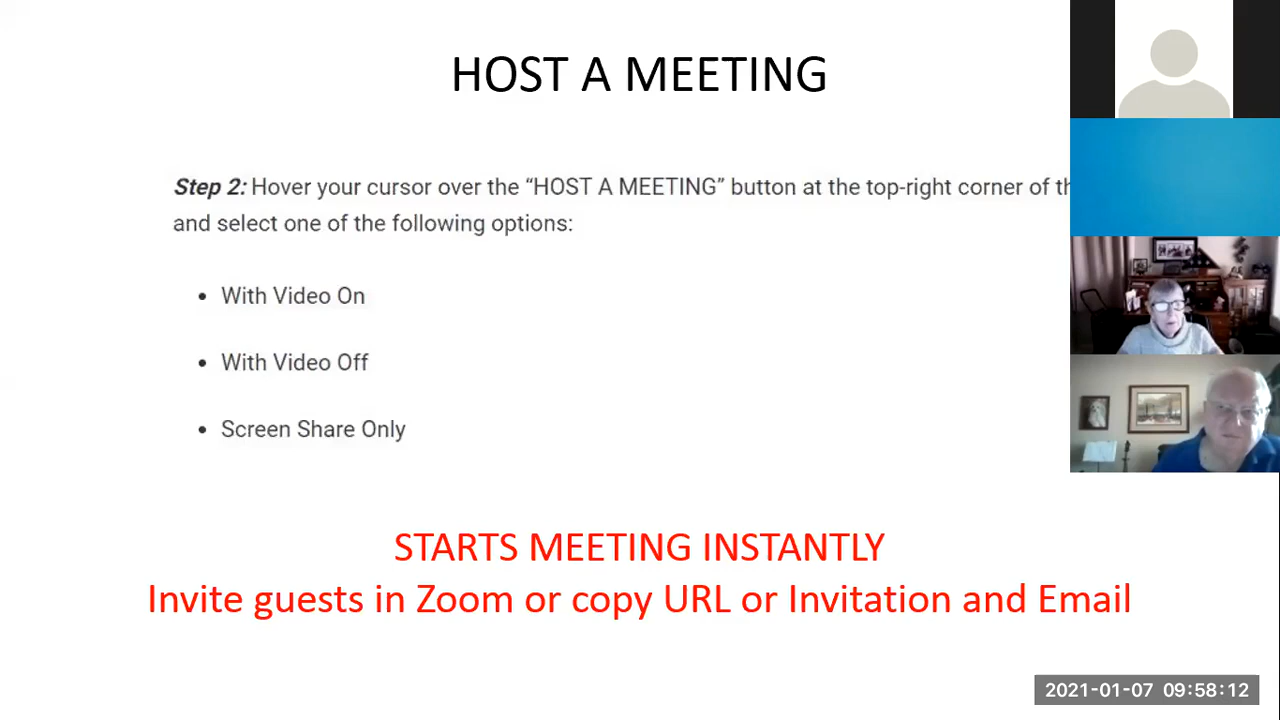 HOST A MEETING
Step 2: Hover your cursor over the “HOST A MEETING” button at the top-right corner of
and select one of the following options:
• With Video On
• With Video Off
• Screen Share Only
STARTS MEETING INSTANTLY
Invite guests in Zoom or copy URL or Invitation and Email
2021-01-07 09:58:12